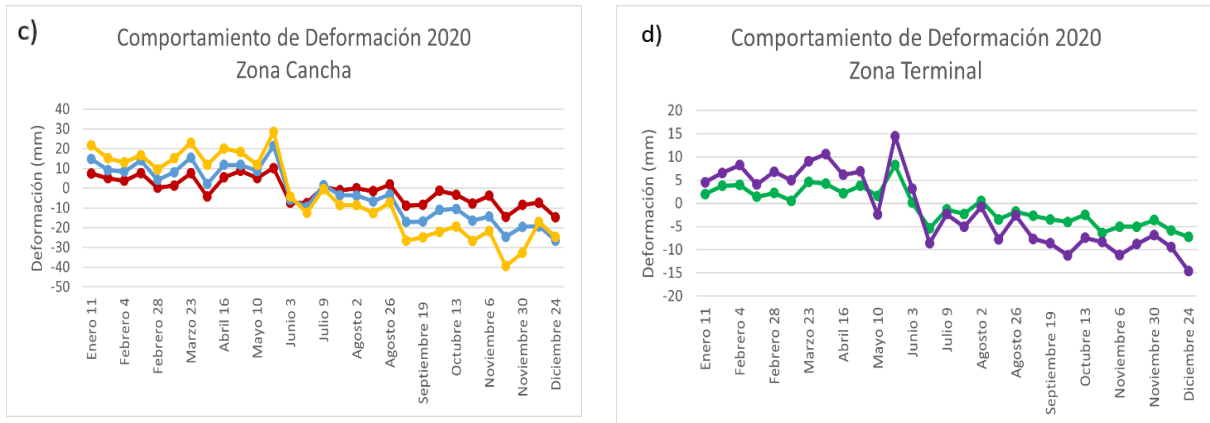 c)
Comportamiento de Deformación 2020
Zona Cancha
Deformación (mm)
40
30
20
10
0
-10
-20
-30
-40
-50
Enero 11
Febrero 4
Febrero 28
Marzo 23
Abril 16
Mayo 10
Junio 3
Julio 9
Agosto 2
Agosto 26
Septiembre 19
Octubre 13
Noviembre 6
Noviembre 30
Diciembre 24
d)
Comportamiento de Deformación 2020
Zona Terminal
Deformación (mm)
20
15
10
5
0
-5
-10
-15
-20
Enero 11
Febrero 4
Febrero 28
Marzo 23
Abril 16
Mayo 10
Junio 3
Julio 9
Agosto 2
Agosto 26
Septiembre 19
Octubre 13
Noviembre 6
Noviembre 30
Diciembre 24